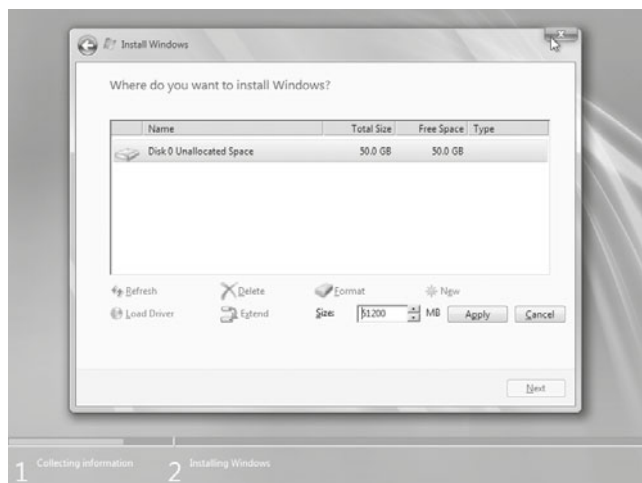 Install Windows
Where do you want to install Windows?
Name Total Size Free Space Type
Disk 0 Unallocated Space 50.0 GB 50.0 GB
Refresh Delete Format New
Load Driver Extend Size: 51200 MB Apply Cancel
Next
1 Collecting information 2 Installing Windows